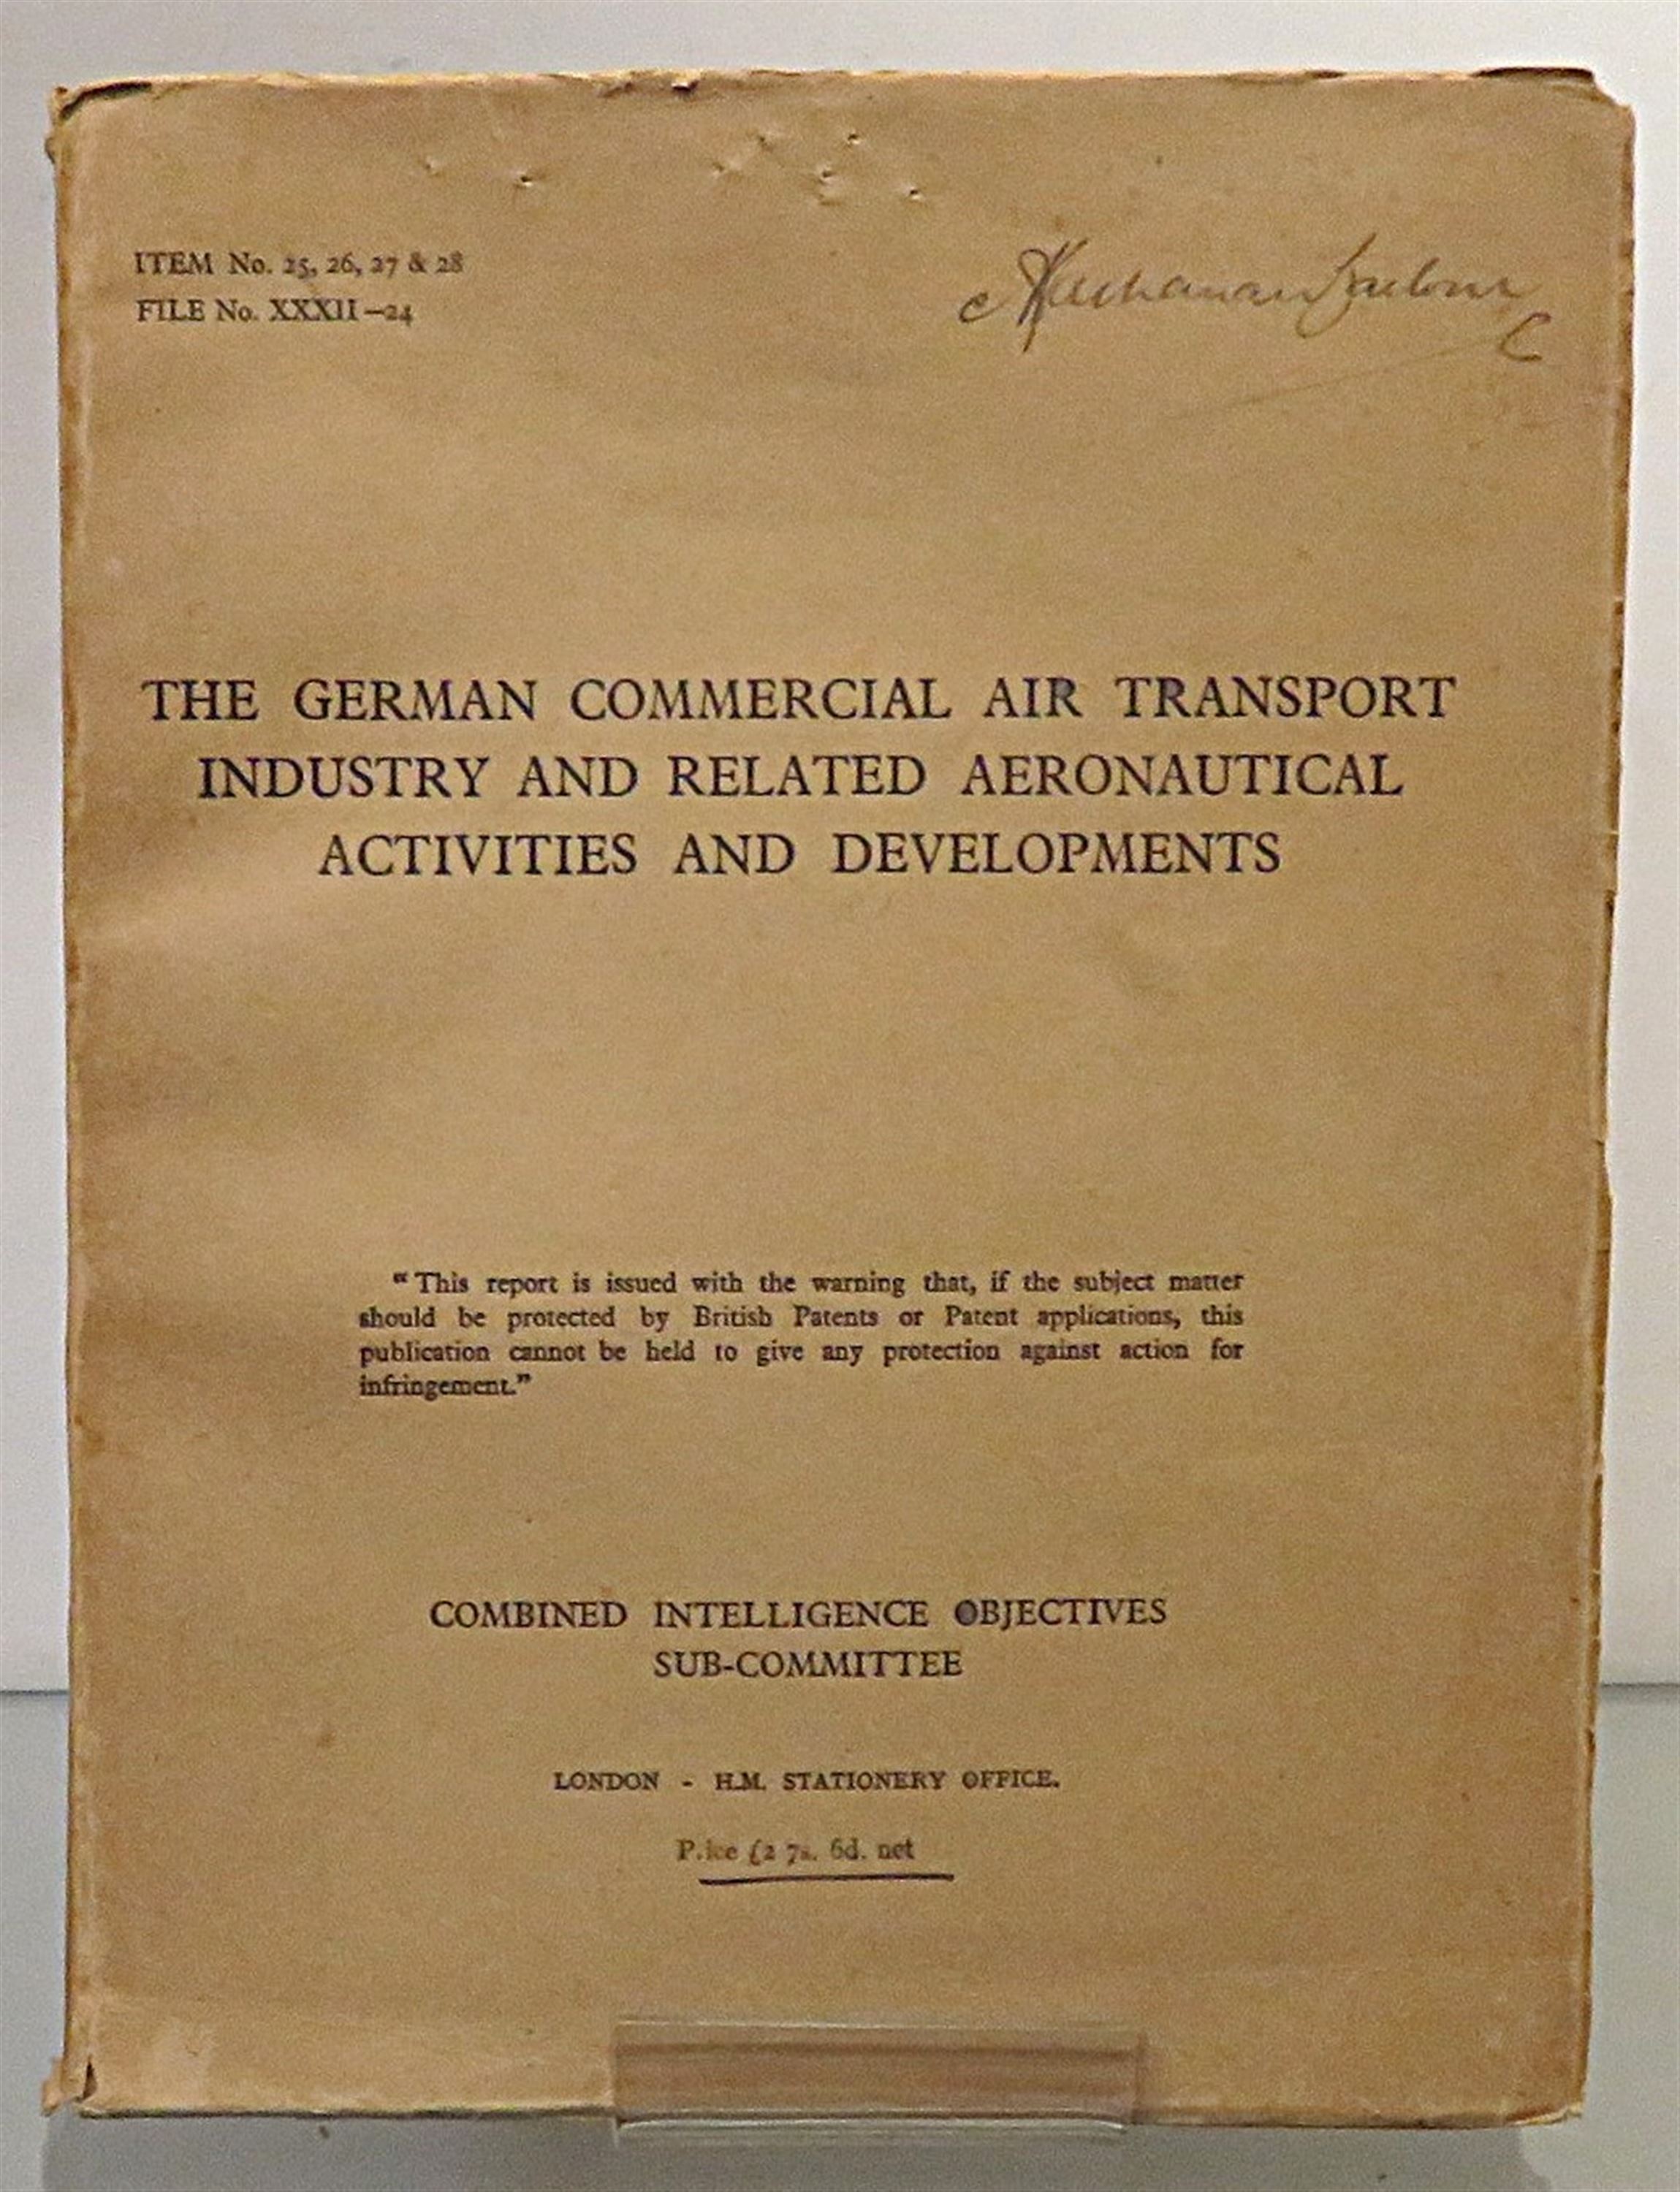 ITEM No. 25, 26, 27 & 28
FILE No. XXXII-24
THE GERMAN COMMERCIAL AIR TRANSPORT
INDUSTRY AND RELATED AERONAUTICAL
ACTIVITIES AND DEVELOPMENTS
"This report is issued with the warning that, if the subject matter
should be protected by British Patents or Patent applications, this
publication cannot be held to give any protection against action for
infringement."
COMBINED INTELLIGENCE OBJECTIVES
SUB-COMMITTEE
LONDON - H.M. STATIONERY OFFICE.
Price £2 7s. 6d. net